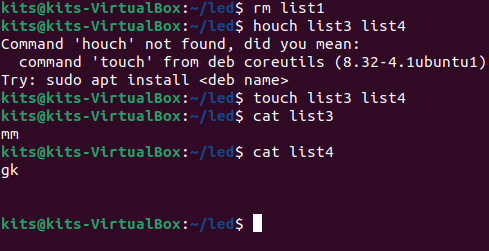 kits@kits-VirtualBox:~/led$ rm list1
kits@kits-VirtualBox:~/led$ houch list3 list4
Command 'houch' not found, did you mean:
  command 'touch' from deb coreutils (8.32-4.1ubuntu1)
Try: sudo apt install <deb name>
kits@kits-VirtualBox:~/led$ touch list3 list4
kits@kits-VirtualBox:~/led$ cat list3
mm
kits@kits-VirtualBox:~/led$ cat list4
gk
kits@kits-VirtualBox:~/led$